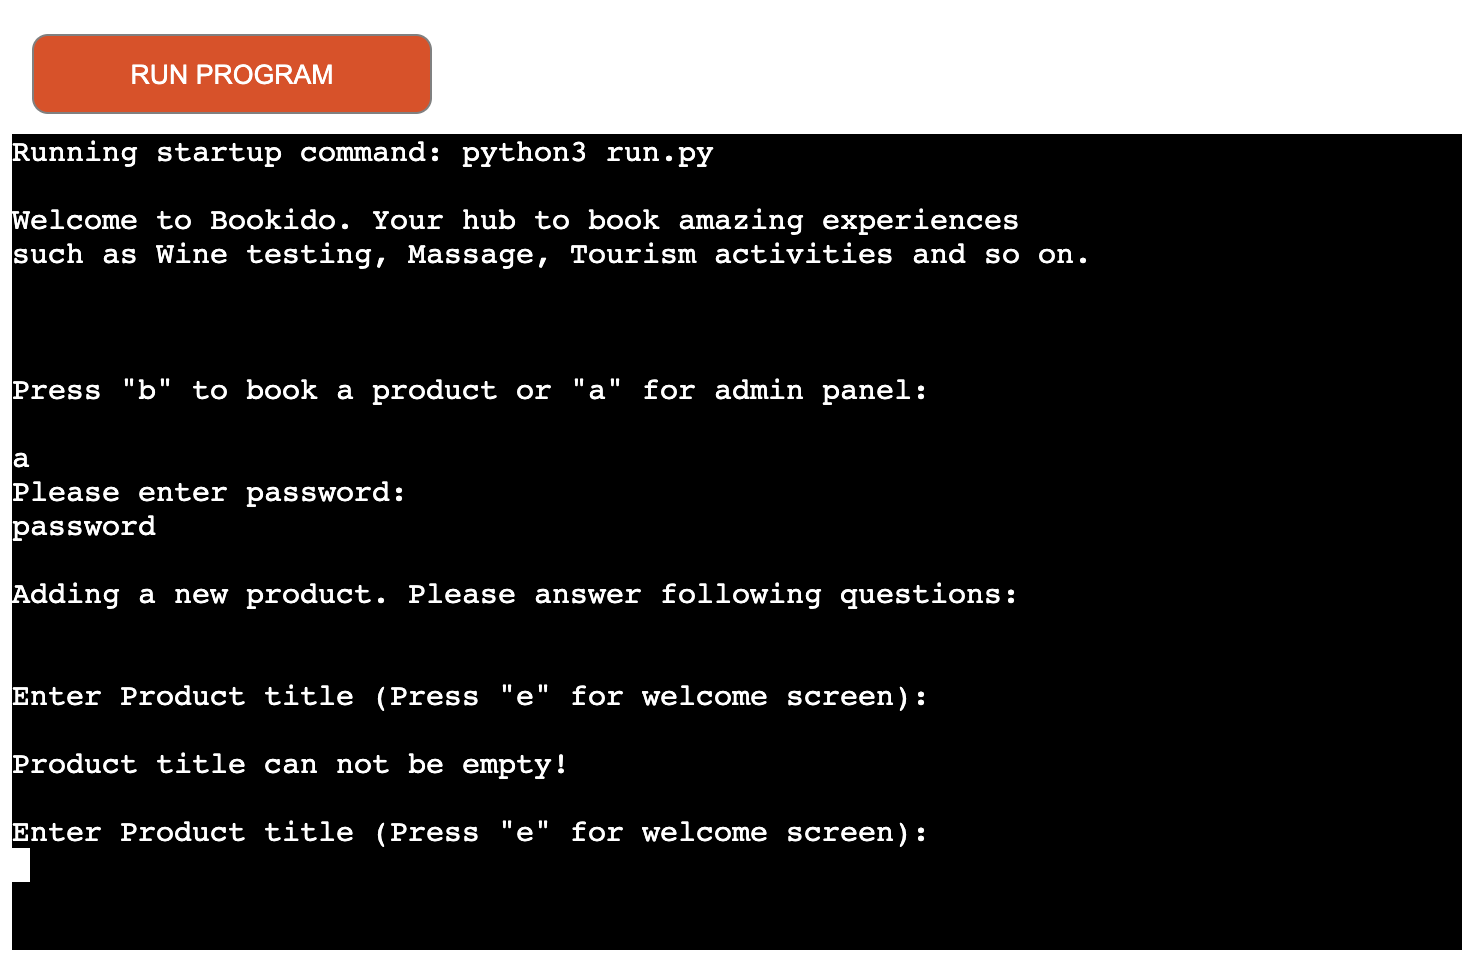 RUN PROGRAM
Running startup command: python3 run.py
Welcome to Bookido. Your hub to book amazing experiences
such as Wine testing, Massage, Tourism activities and so on.
Press "b" to book a product or "a" for admin panel:
a
Please enter password:
password
Adding a new product. Please answer following questions:
Enter Product title (Press "e" for welcome screen):
Product title can not be empty!
Enter Product title (Press "e" for welcome screen):